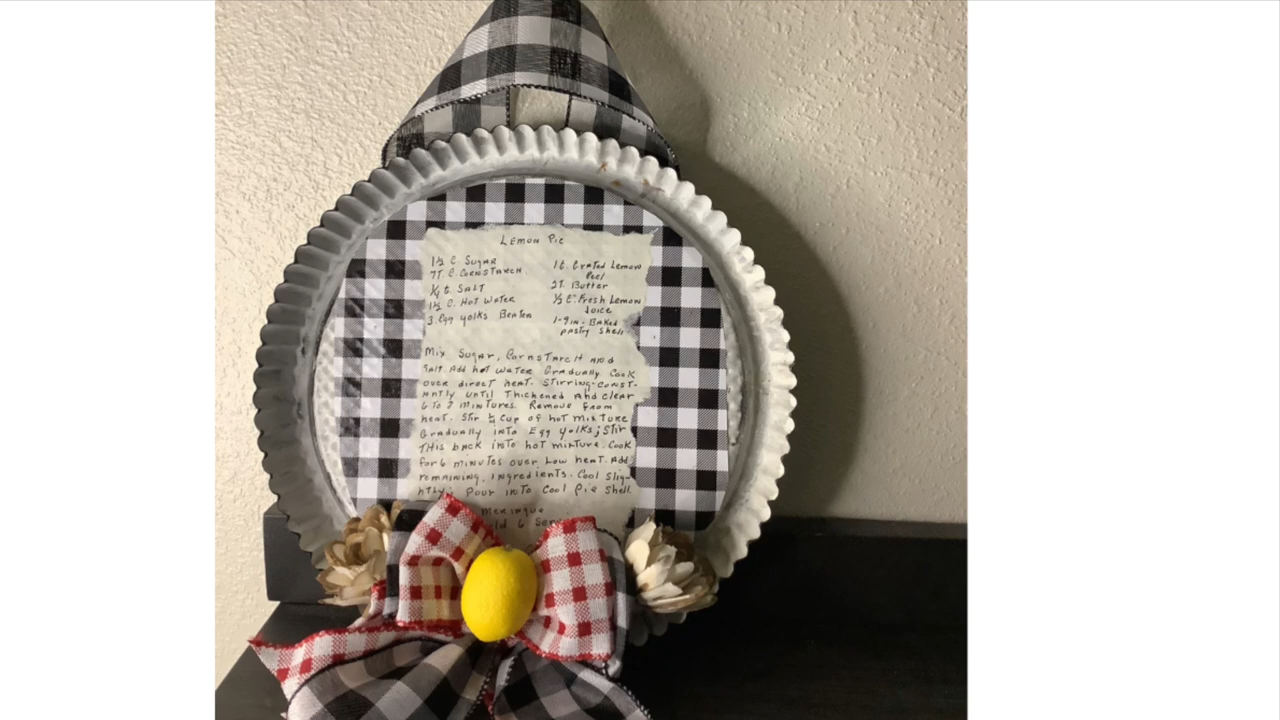 Lemon Pie
1½ C. Sugar
7T. C. Cornstarch
¼ t. Salt
1½ C. Hot Water
3. Egg yolks Beaten
1t. Grated Lemon
Peel
2T. Butter
½ C. Fresh Lemon
Juice
1-9in. Baked
pastry shell.
Mix Sugar, Cornstarch and
Salt. Add hot water Gradually Cook
over direct heat. Stirring-const-
antly until Thickened and clear
6 to 7 mintures. Remove from
heat. Stir ½ cup of hot mixture
Gradually into Egg yolks; Stir
This back into hot mixture. Cook
for 6 minutes over Low heat. Add
remaining. ingredients. Cool Slig-
htly. Pour into Cool Pie Shell.
meringue
6